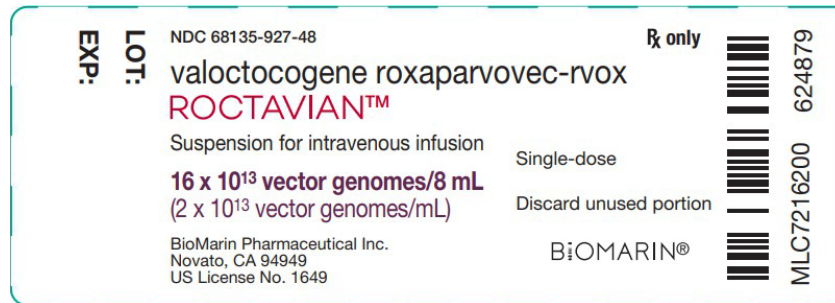 EXP:
LOT:
NDC 68135-927-48
Rx only
valoctocogene roxaparvovec-rvox
ROCTAVIAN™
Suspension for intravenous infusion
16 x 10¹³ vector genomes/8 mL
(2 x 10¹³ vector genomes/mL)
BioMarin Pharmaceutical Inc.
Novato, CA 94949
US License No. 1649
Single-dose
Discard unused portion
BIOMARIN®
MLC7216200 624879